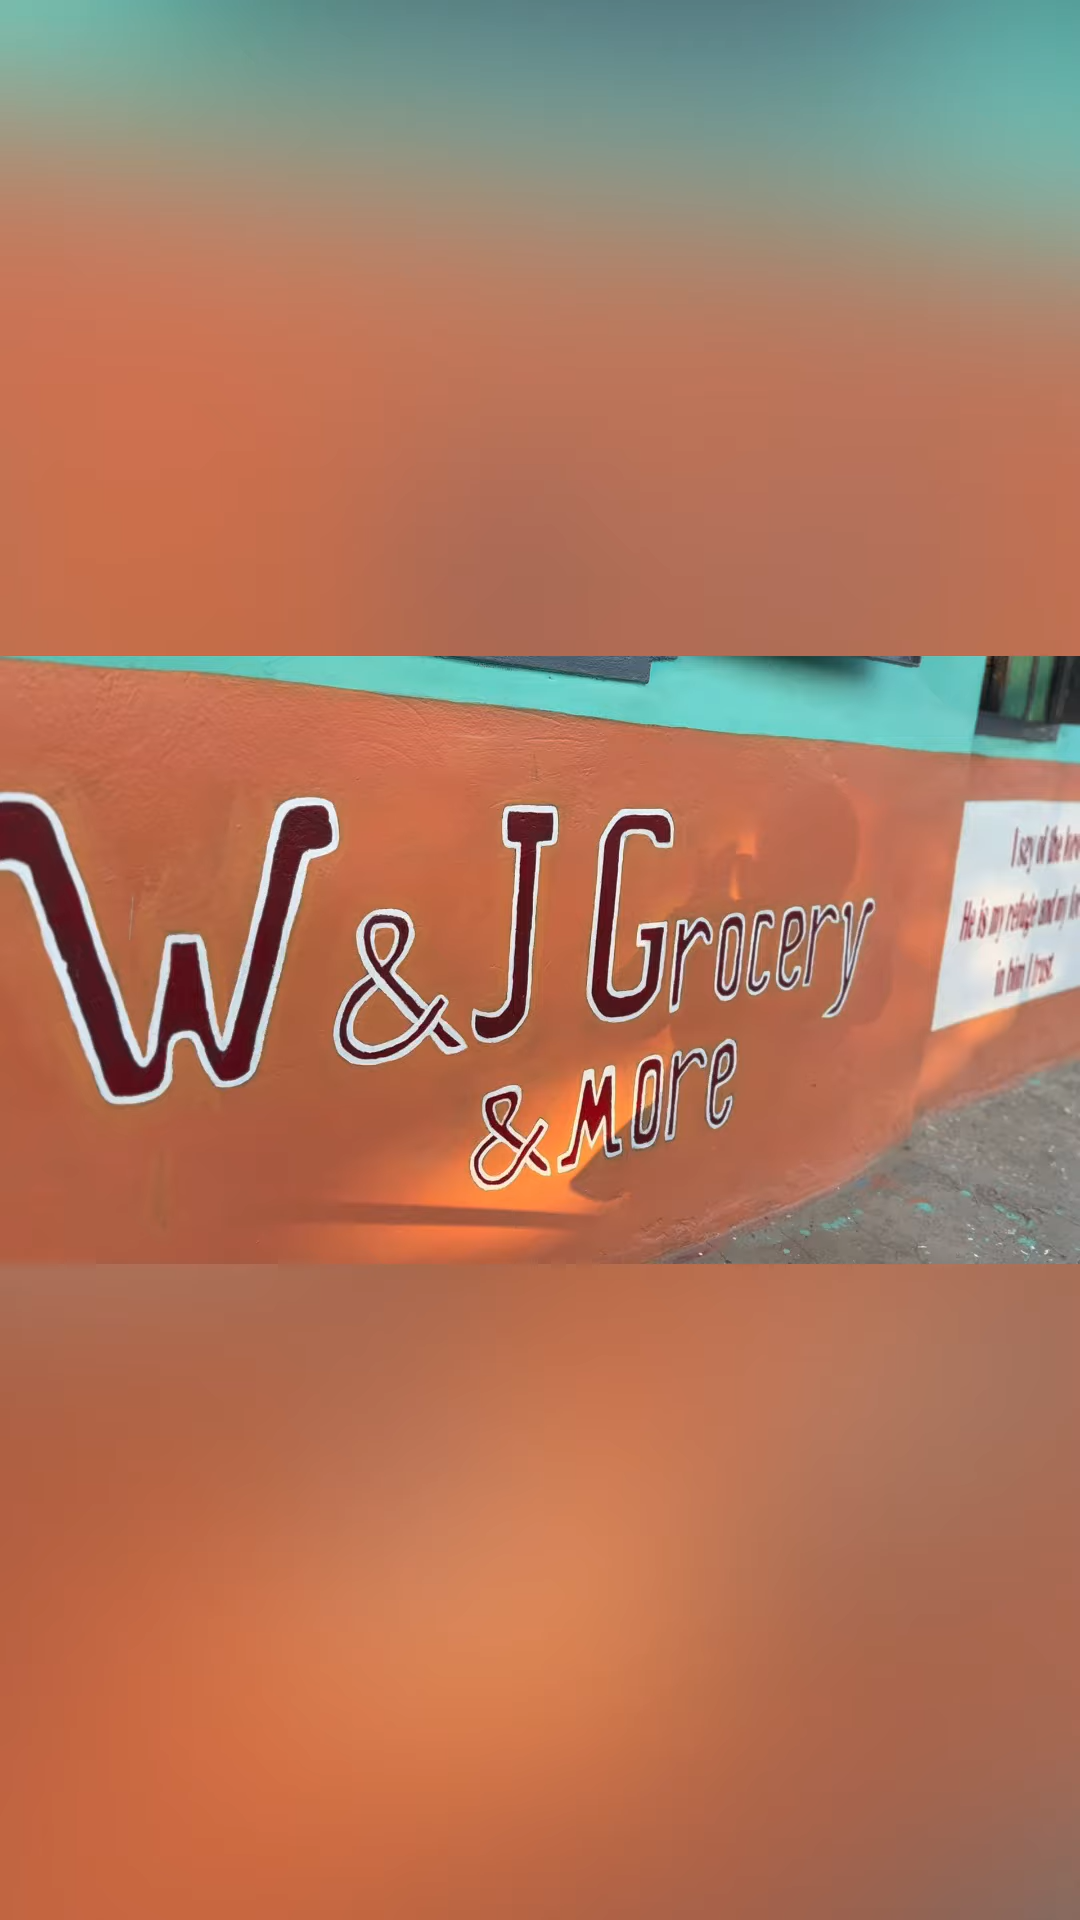 W & J Grocery
& More
I say of the
He is my refuge and my
in him I trust